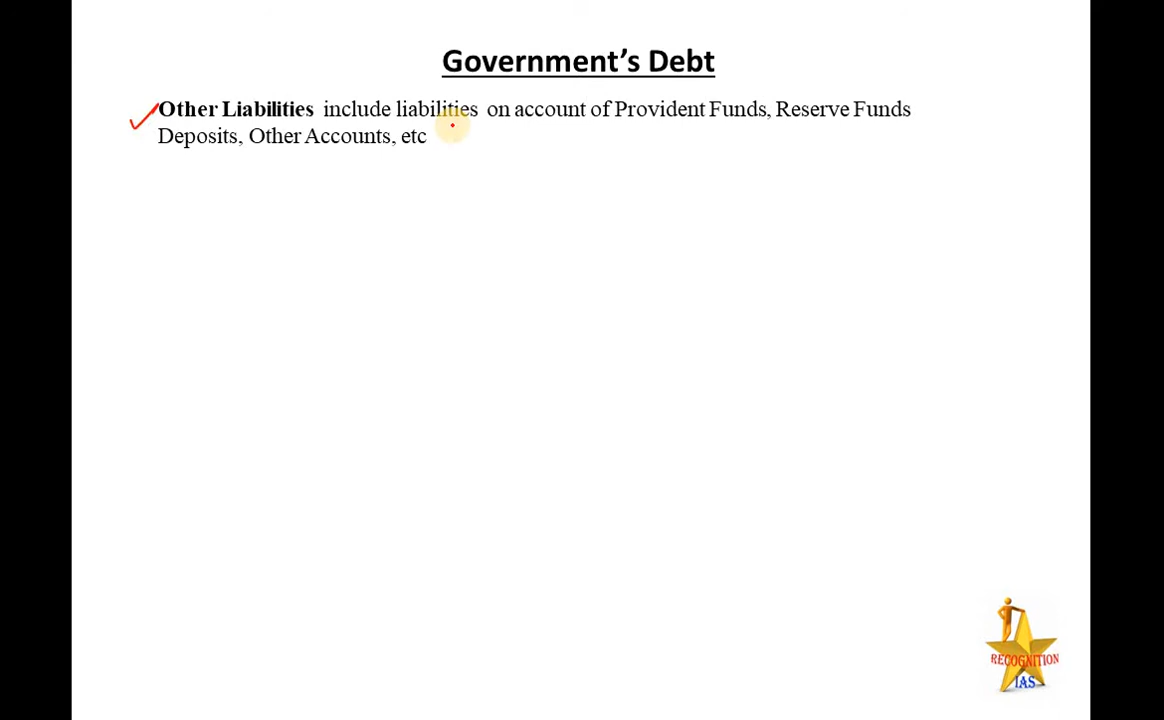 Government’s Debt
Other Liabilities include liabilities on account of Provident Funds, Reserve Funds
Deposits, Other Accounts, etc
RECOGNITION
IAS